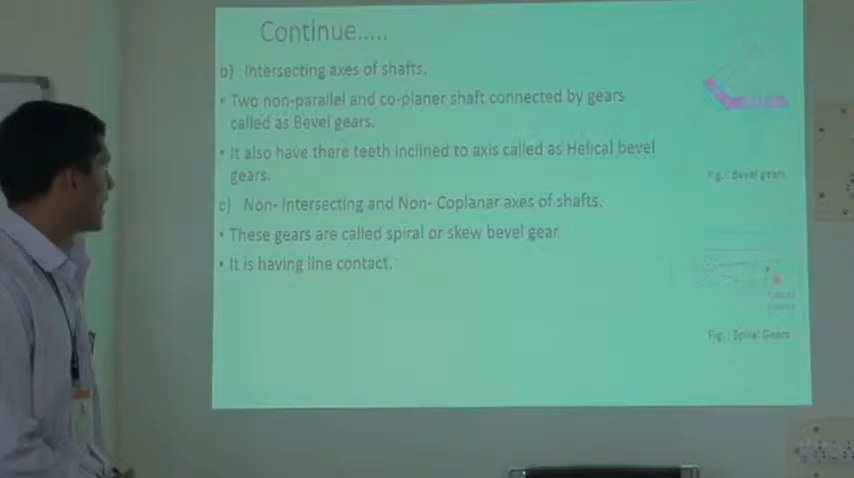 Continue.....
b) Intersecting axes of shafts.
• Two non-parallel and co-planer shaft connected by gears
called as Bevel gears.
• It also have there teeth inclined to axis called as Helical bevel
gears.
c) Non- Intersecting and Non- Coplanar axes of shafts.
• These gears are called spiral or skew bevel gear
• It is having line contact.
Fig. : Bevel gears
Fig. : Spiral Gears